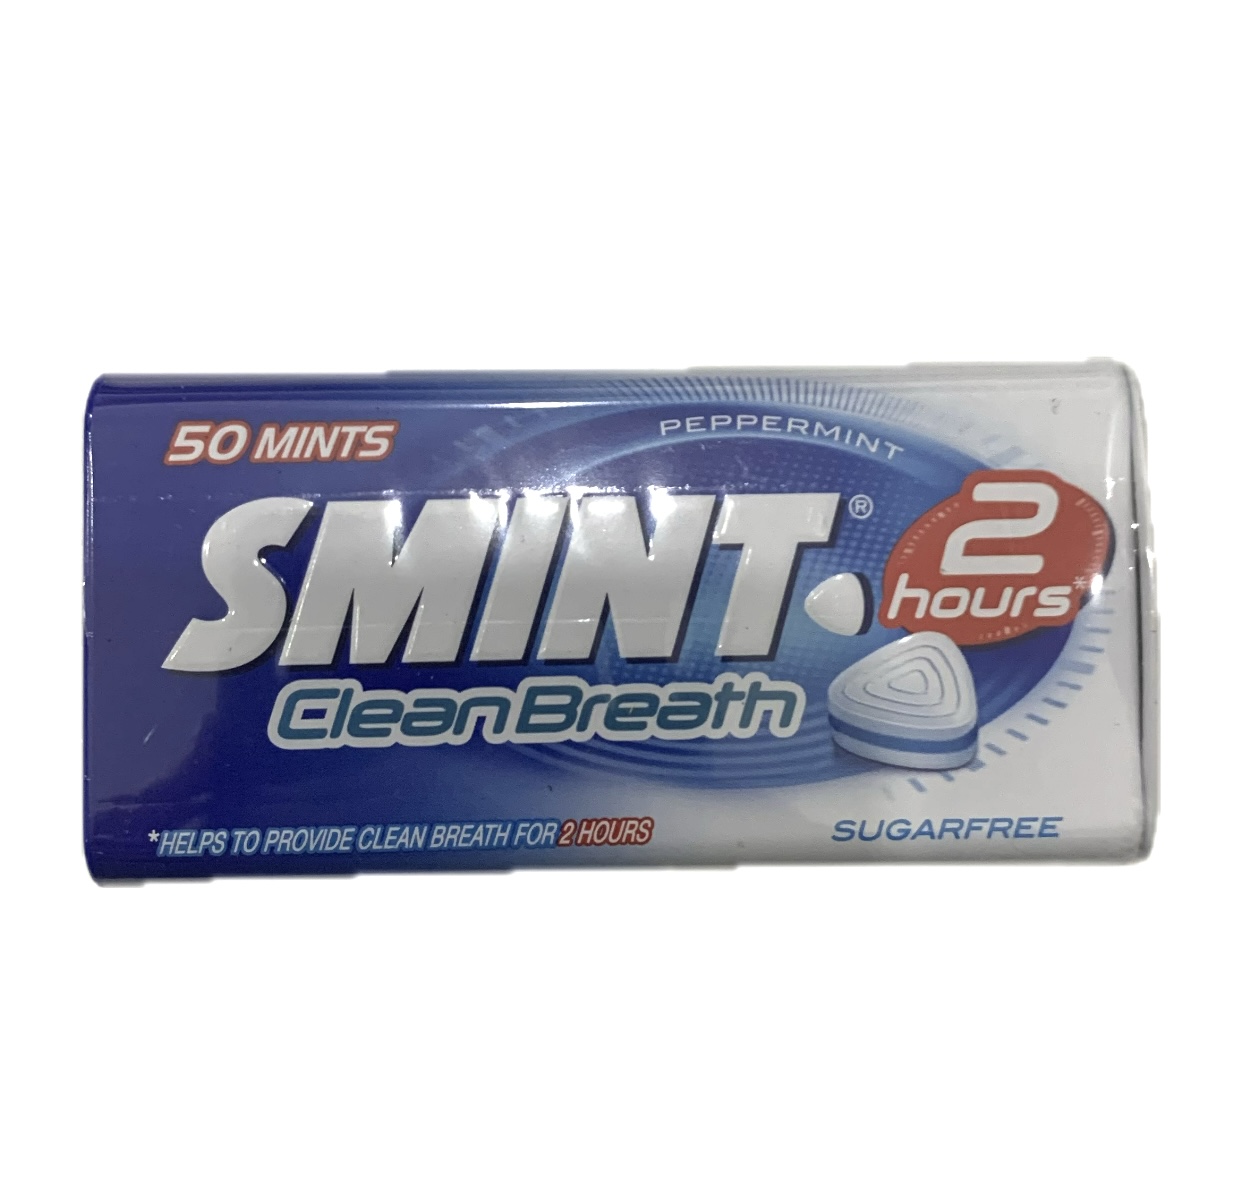 50 MINTS
PEPPERMINT
SMINT®
2
hours*
CleanBreath
*HELPS TO PROVIDE CLEAN BREATH FOR 2 HOURS
SUGARFREE